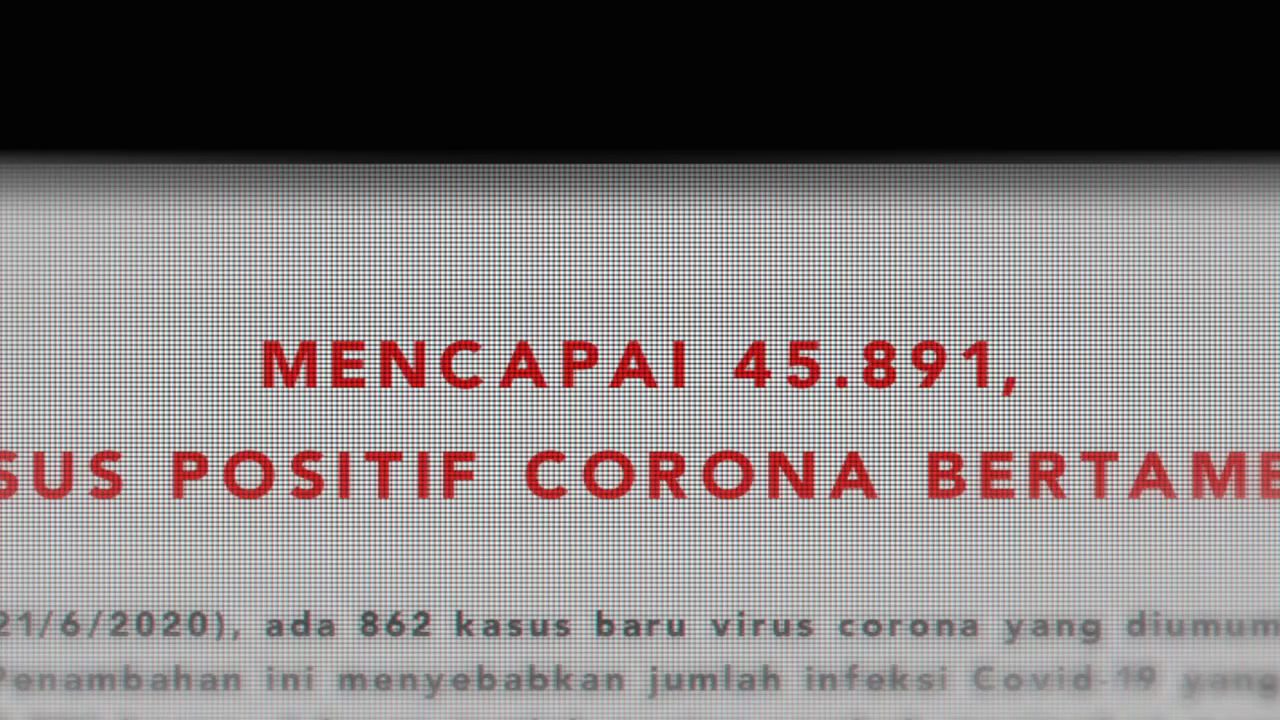 MENCAPAI 45.891,
SUS POSITIF CORONA BERTAMB
21/6/2020), ada 862 kasus baru virus corona yang diumum
Penambahan ini menyebabkan jumlah infeksi Covid-19 yang